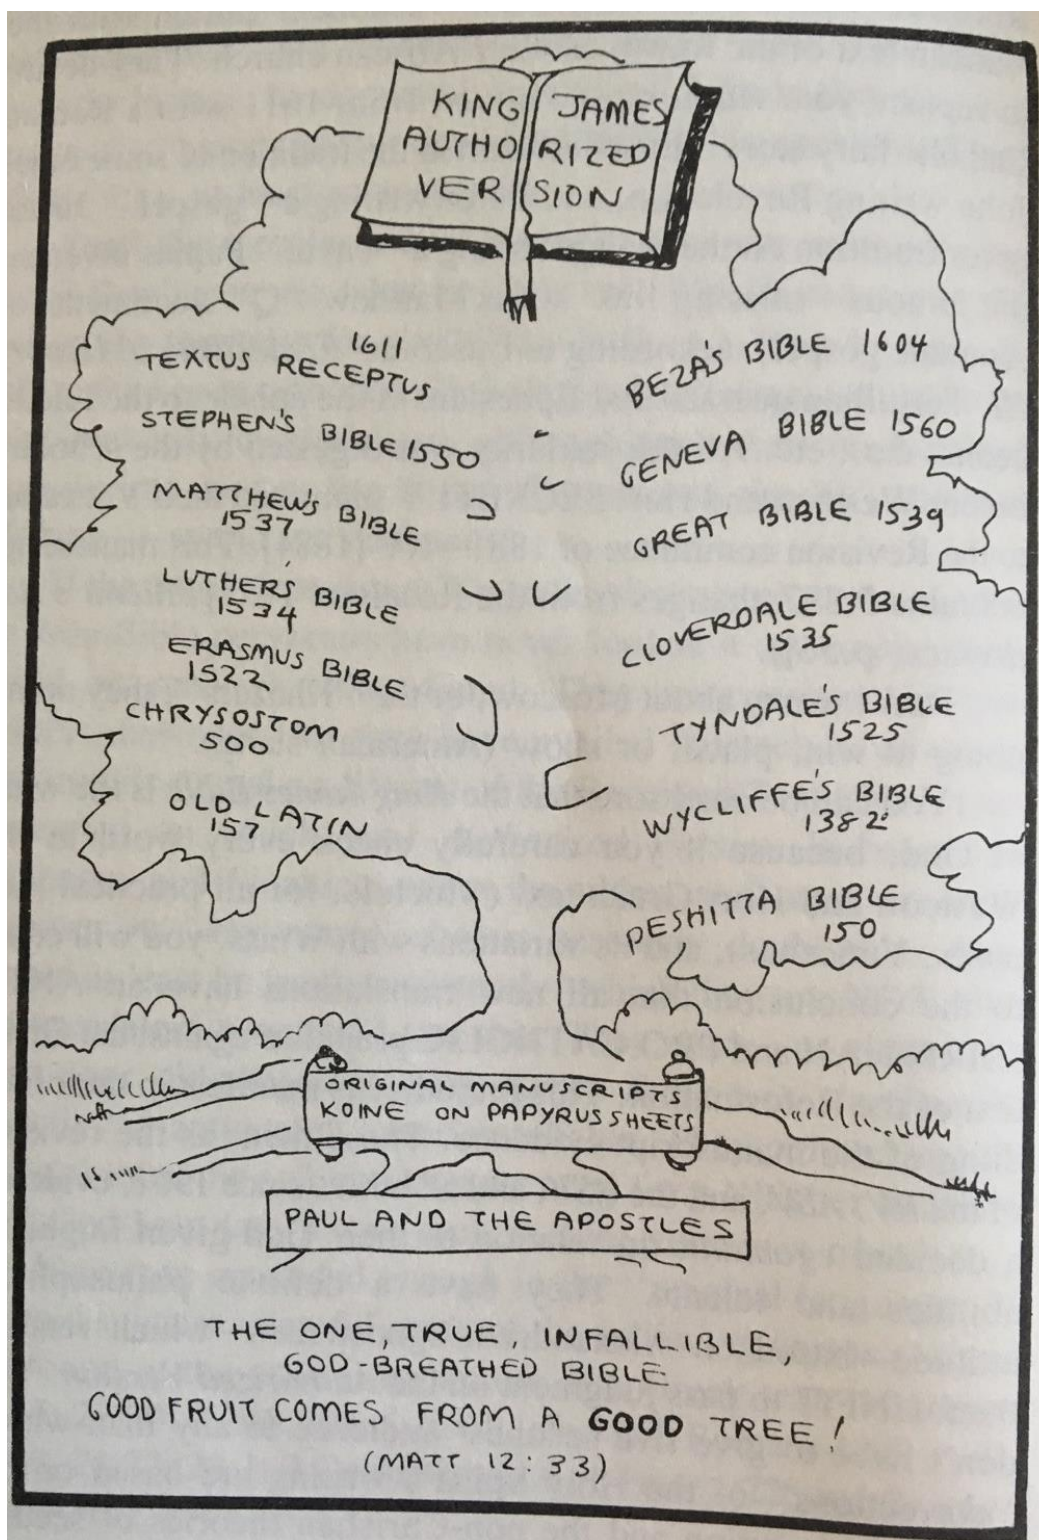 KING JAMES
AUTHORIZED
VERSION
1611
TEXTUS RECEPTUS
STEPHEN'S BIBLE 1550
MATTHEW'S BIBLE
1537
LUTHER'S BIBLE
1534
ERASMUS BIBLE
1522
CHRYSOSTOM
500
OLD LATIN
157
BEZA'S BIBLE 1604
GENEVA BIBLE 1560
GREAT BIBLE 1539
CLOVERDALE BIBLE
1535
TYNDALE'S BIBLE
1525
WYCLIFFE'S BIBLE
1382
PESHITTA BIBLE
150
ORIGINAL MANUSCRIPTS
KOINE ON PAPYRUS SHEETS
PAUL AND THE APOSTLES
THE ONE, TRUE, INFALLIBLE,
GOD-BREATHED BIBLE
GOOD FRUIT COMES FROM A GOOD TREE!
(MATT 12:33)